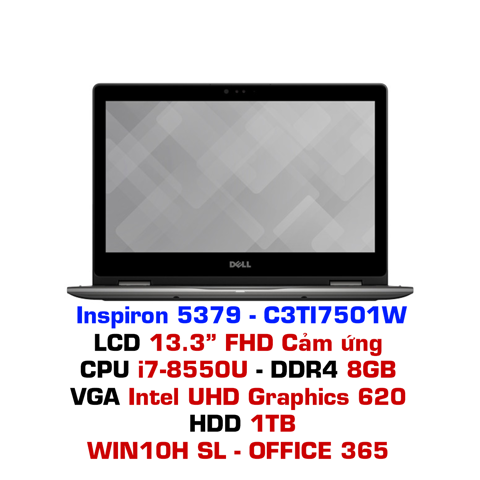 DELL
Inspiron 5379 - C3TI7501W
LCD 13.3” FHD Cảm ứng
CPU i7-8550U - DDR4 8GB
VGA Intel UHD Graphics 620
HDD 1TB
WIN10H SL - OFFICE 365